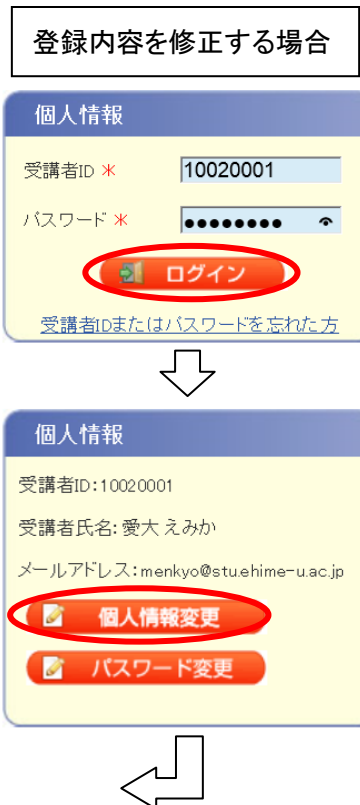 登録内容を修正する場合
個人情報
受講者ID * 10020001
パスワード * ●●●●●●●●
ログイン
受講者IDまたはパスワードを忘れた方
個人情報
受講者ID:10020001
受講者氏名:愛大 えみか
メールアドレス:menkyo@stu.ehime-u.ac.jp
個人情報変更
パスワード変更